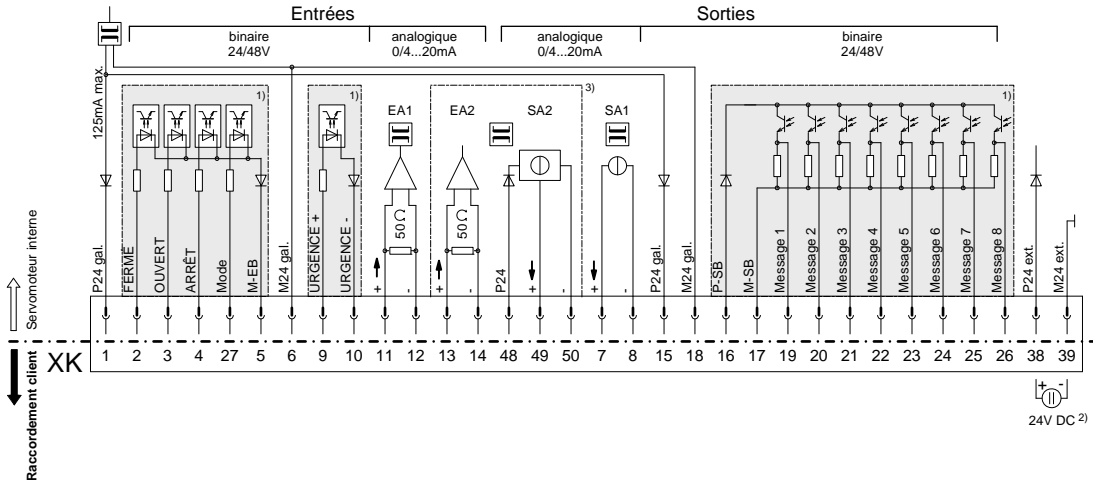 Entrées
Sorties
binaire
24/48V
analogique
0/4...20mA
analogique
0/4...20mA
binaire
24/48V
125mA max.
1)
1)
3)
1)
EA1
EA2
SA2
SA1
50Ω
50Ω
P24 gal.
FERMÉ
OUVERT
ARRÊT
Mode
M-EB
M24 gal.
URGENCE +
URGENCE -
+
-
+
-
P24
+
-
+
-
P24 gal.
M24 gal.
P-SB
M-SB
Message 1
Message 2
Message 3
Message 4
Message 5
Message 6
Message 7
Message 8
P24 ext.
M24 ext.
Servomoteur interne
Raccordement client
XK
1 2 3 4 27 5 6 9 10 11 12 13 14 48 49 50 7 8 15 18 16 17 19 20 21 22 23 24 25 26 38 39
+ -
24V DC 2)